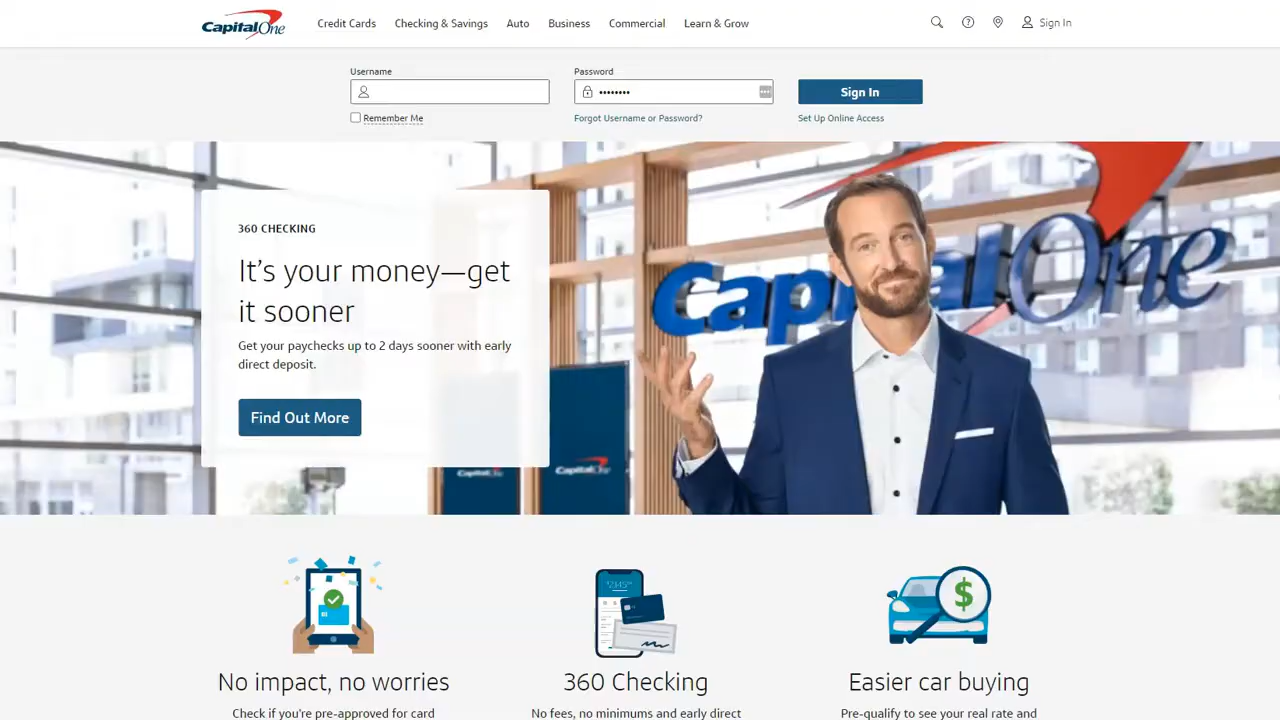 CapitalOne
Credit Cards Checking & Savings Auto Business Commercial Learn & Grow Sign In
Username Password
•••••••• Sign In
Remember Me Forgot Username or Password? Set Up Online Access
360 CHECKING
It's your money—get
it sooner
Get your paychecks up to 2 days sooner with early
direct deposit.
Find Out More
Capital One
CapitalOne
CapitalOne
$
No impact, no worries 360 Checking Easier car buying
Check if you're pre-approved for card No fees, no minimums and early direct Pre-qualify to see your real rate and